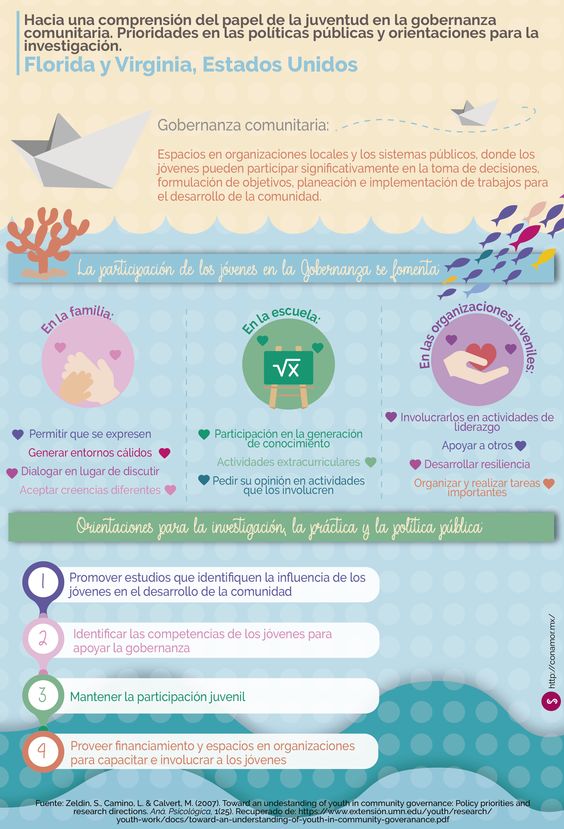 Hacia una comprensión del papel de la juventud en la gobernanza
comunitaria. Prioridades en las políticas públicas y orientaciones para la
investigación.
Florida y Virginia, Estados Unidos
Gobernanza comunitaria:
Espacios en organizaciones locales y los sistemas públicos, donde los
jóvenes pueden participar significativamente en la toma de decisiones,
formulación de objetivos, planeación e implementación de trabajos para
el desarrollo de la comunidad.
La participación de los jóvenes en la Gobernanza se fomenta
En la familia:
Permitir que se expresen
Generar entornos cálidos
Dialogar en lugar de discutir
Aceptar creencias diferentes
En la escuela:
√x
Participación en la generación
de conocimiento
Actividades extracurriculares
Pedir su opinión en actividades
que los involucren
En las organizaciones juveniles:
Involucrarlos en actividades de
liderazgo
Apoyar a otros
Desarrollar resiliencia
Organizar y realizar tareas
importantes
Orientaciones para la investigación, la práctica y la política pública:
1
Promover estudios que identifiquen la influencia de los
jóvenes en el desarrollo de la comunidad
2
Identificar las competencias de los jóvenes para
apoyar la gobernanza
3
Mantener la participación juvenil
4
Proveer financiamiento y espacios en organizaciones
para capacitar e involucrar a los jóvenes
http://conamor.mx/
Fuente: Zeldin, S., Camino, L. & Calvert, M. (2007). Toward an undestanding of youth in community governence: Policy priorities and
research directions. Aná. Psicológica, 1(25). Recuperado de: https://www.extension.umn.edu/youth/research/
youth-work/docs/toward-an-understanding-of-youth-in-community-goveranance.pdf